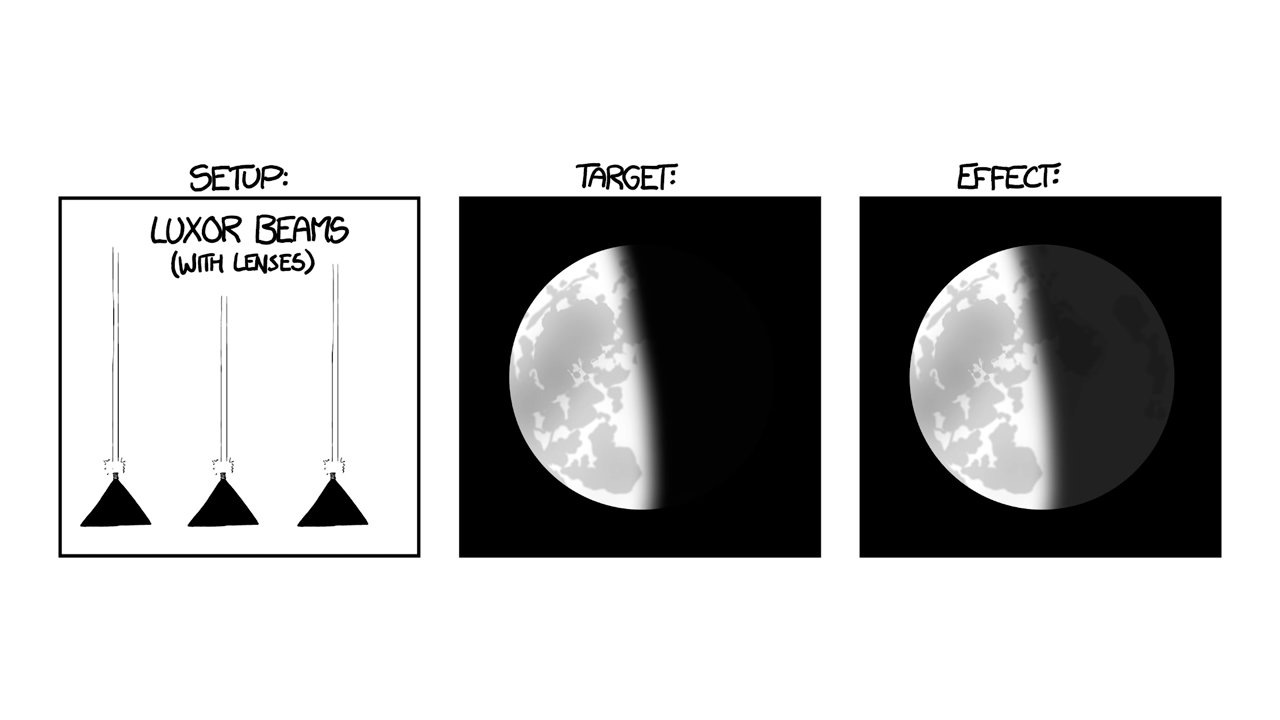 SETUP:
LUXOR BEAMS
(WITH LENSES)
TARGET:
EFFECT: